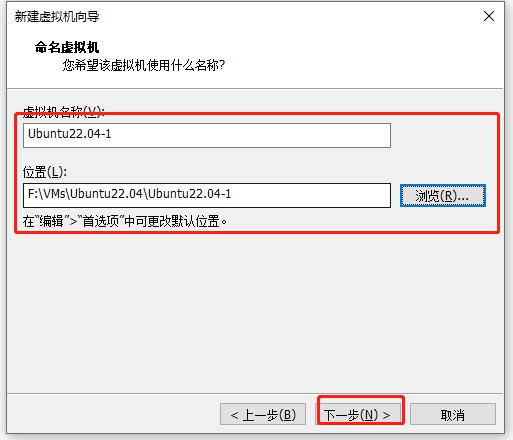 新建虚拟机向导
命名虚拟机
您希望该虚拟机使用什么名称?
虚拟机名称(V):
Ubuntu22.04-1
位置(L):
F:\VMs\Ubuntu22.04\Ubuntu22.04-1
浏览(R)...
在“编辑”>“首选项”中可更改默认位置。
< 上一步(B)
下一步(N) >
取消